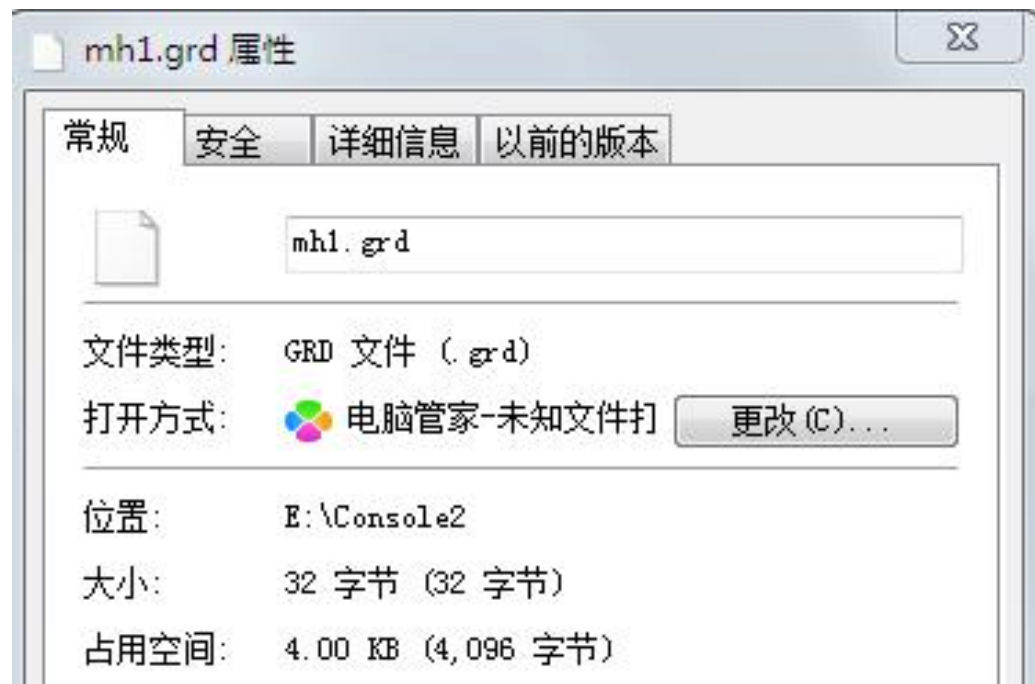 mh1.grd 属性
常规 安全 详细信息 以前的版本
mh1.grd
文件类型: GRD 文件 (.grd)
打开方式: 电脑管家-未知文件打 更改(C)...
位置: E:\Console2
大小: 32 字节 (32 字节)
占用空间: 4.00 KB (4,096 字节)